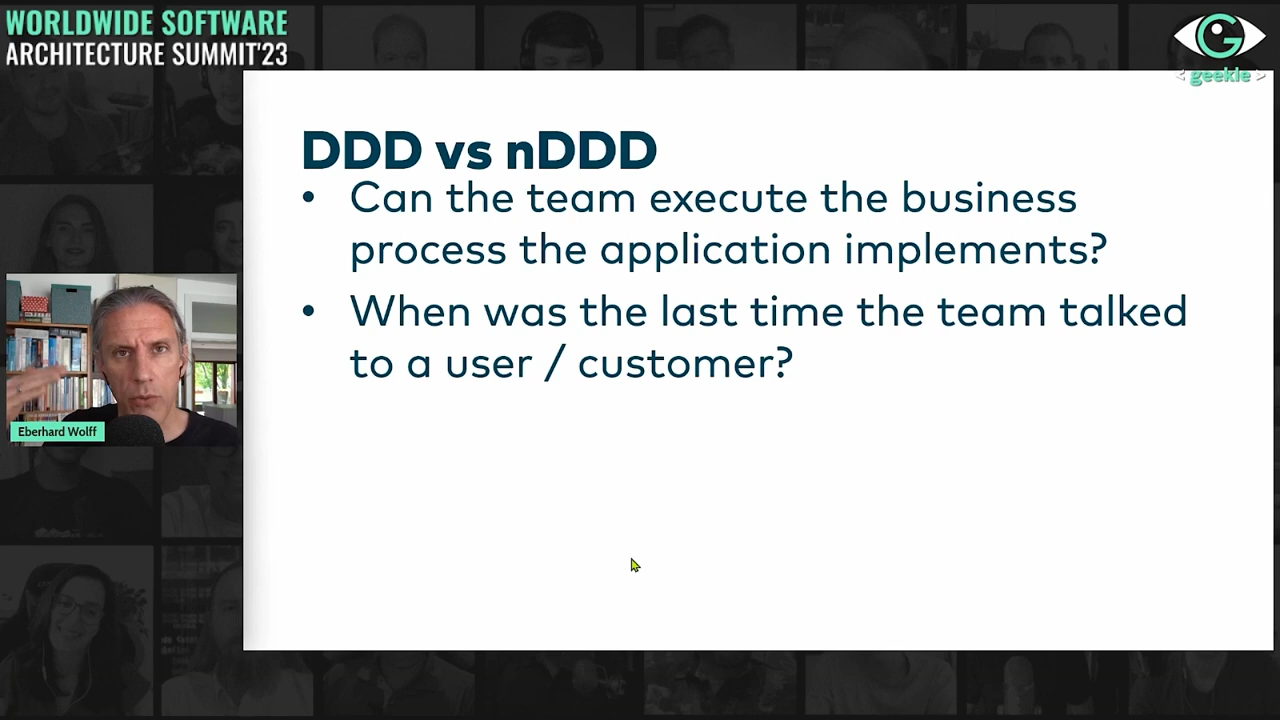 WORLDWIDE SOFTWARE
ARCHITECTURE SUMMIT'23
G
< geekle >
DDD vs nDDD
• Can the team execute the business
process the application implements?
• When was the last time the team talked
to a user / customer?
Eberhard Wolff